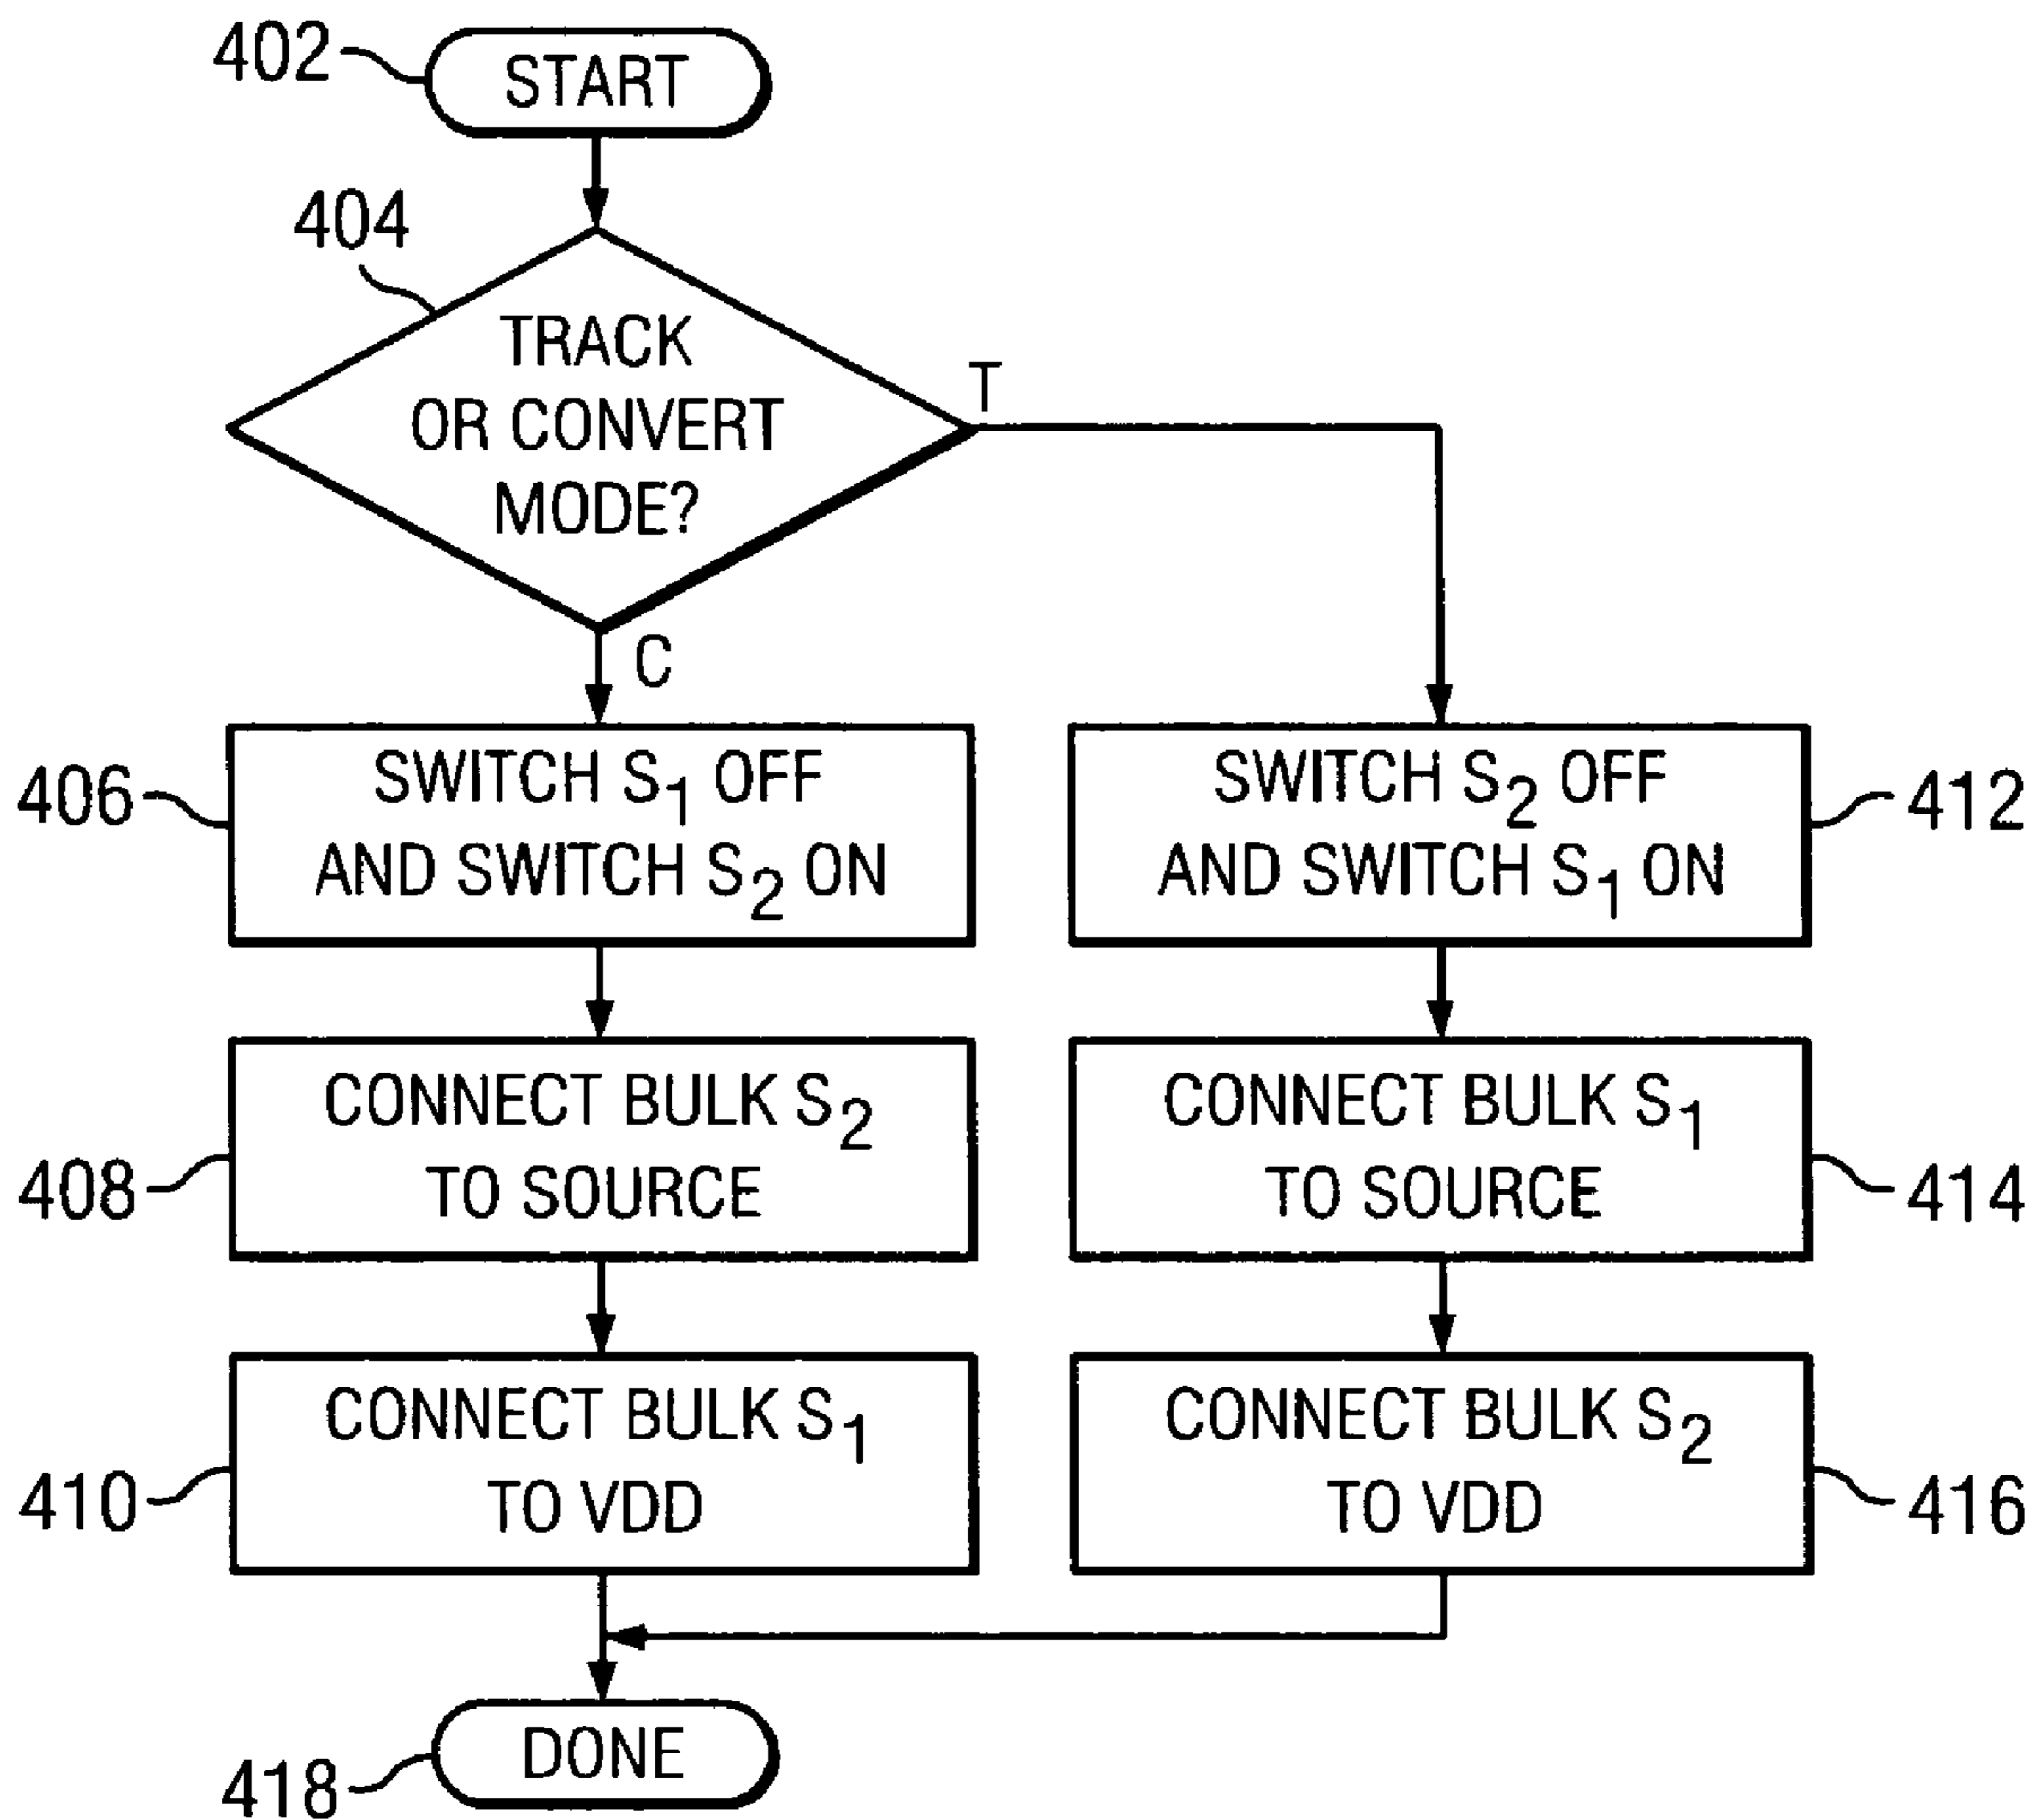 402
START
404
TRACK
OR CONVERT
MODE?
T
C
406
SWITCH S1 OFF
AND SWITCH S2 ON
SWITCH S2 OFF
AND SWITCH S1 ON
412
408
CONNECT BULK S2
TO SOURCE
CONNECT BULK S1
TO SOURCE
414
410
CONNECT BULK S1
TO VDD
CONNECT BULK S2
TO VDD
416
418
DONE